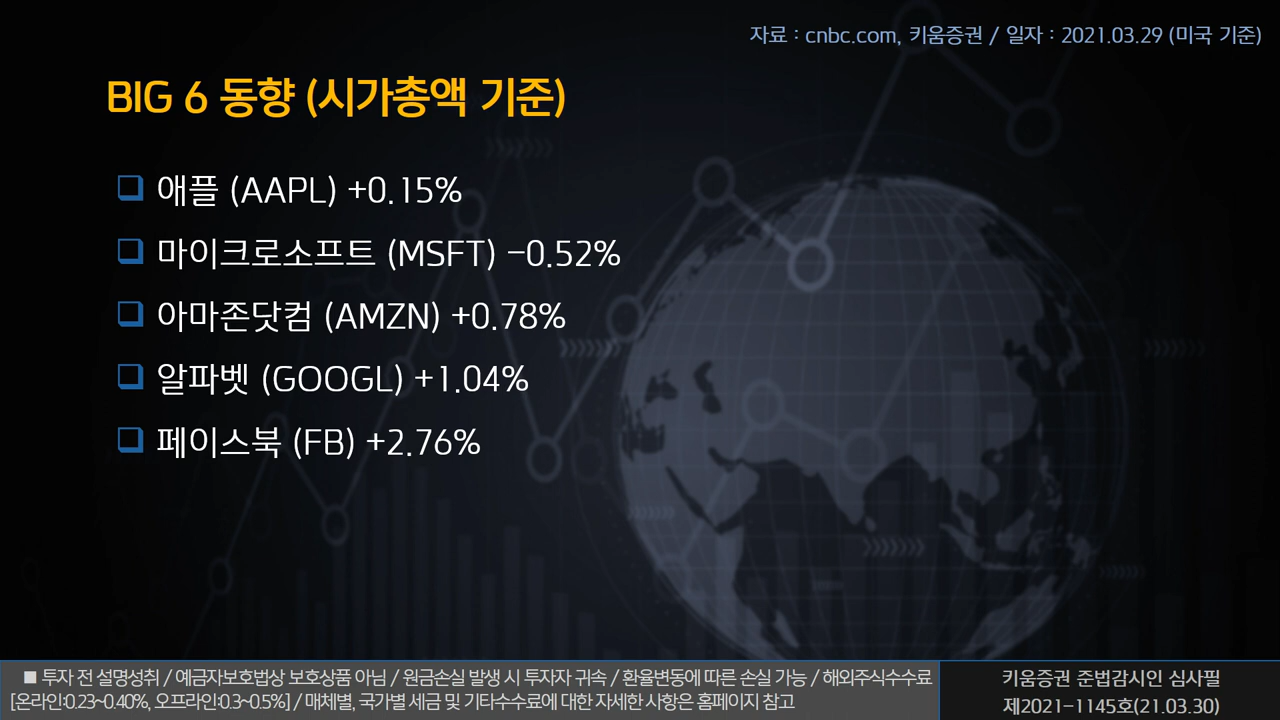 자료 : cnbc.com, 키움증권 / 일자 : 2021.03.29 (미국 기준)
BIG 6 동향 (시가총액 기준)
❑ 애플 (AAPL) +0.15%
❑ 마이크로소프트 (MSFT) -0.52%
❑ 아마존닷컴 (AMZN) +0.78%
❑ 알파벳 (GOOGL) +1.04%
❑ 페이스북 (FB) +2.76%
■ 투자 전 설명성취 / 예금자보호법상 보호상품 아님 / 원금손실 발생 시 투자자 귀속 / 환율변동에 따른 손실 가능 / 해외주식수수료
[온라인:0.23~0.40%, 오프라인:0.3~0.5%] / 매체별, 국가별 세금 및 기타수수료에 대한 자세한 사항은 홈페이지 참고
키움증권 준법감시인 심사필
제2021-1145호(21.03.30)